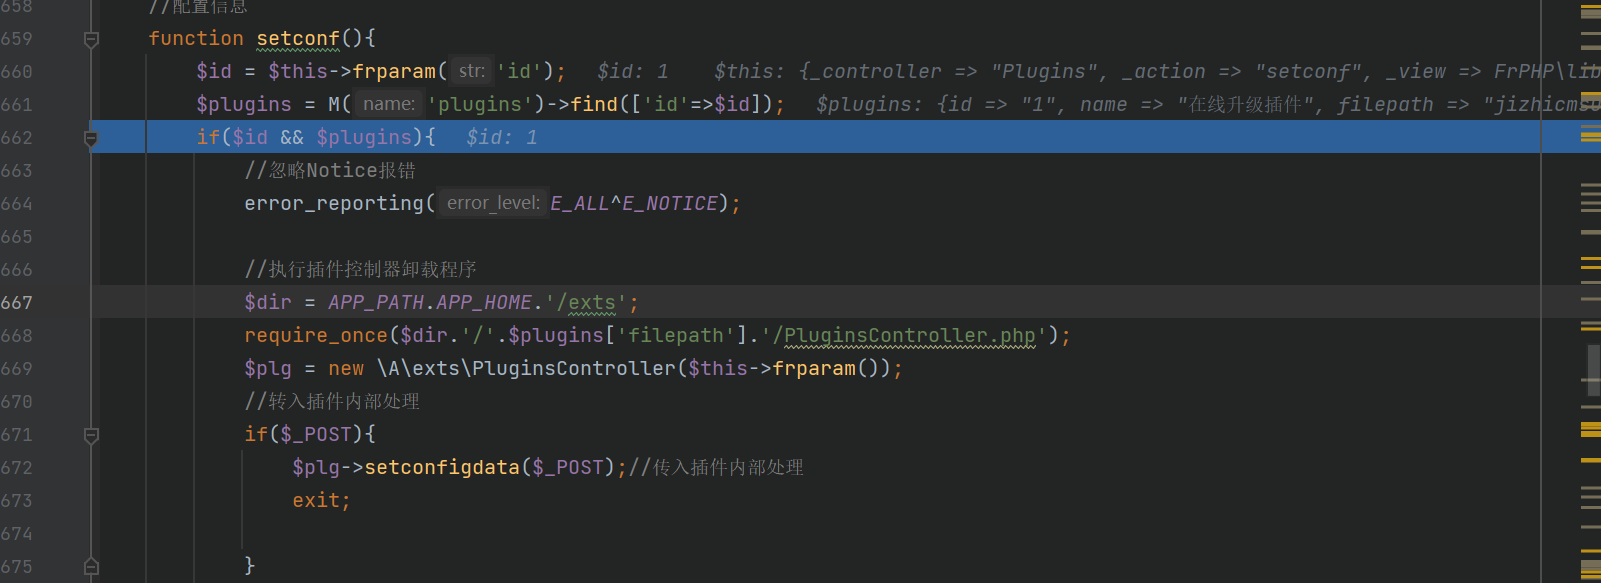 658 //配置信息
659 function setconf(){
660 $id = $this->frparam( str: 'id'); $id: 1 $this: {_controller => "Plugins", _action => "setconf", _view => FrPHP\lib
661 $plugins = M( name: 'plugins')->find(['id'=>$id]); $plugins: {id => "1", name => "在线升级插件", filepath => "jizhicmsu
662 if($id && $plugins){ $id: 1
663 //忽略Notice报错
664 error_reporting( error_level: E_ALL^E_NOTICE);
665
666 //执行插件控制器卸载程序
667 $dir = APP_PATH.APP_HOME.'/exts';
668 require_once($dir.'/'.$plugins['filepath'].'/PluginsController.php');
669 $plg = new \A\exts\PluginsController($this->frparam());
670 //转入插件内部处理
671 if($_POST){
672 $plg->setconfigdata($_POST);//传入插件内部处理
673 exit;
674
675 }